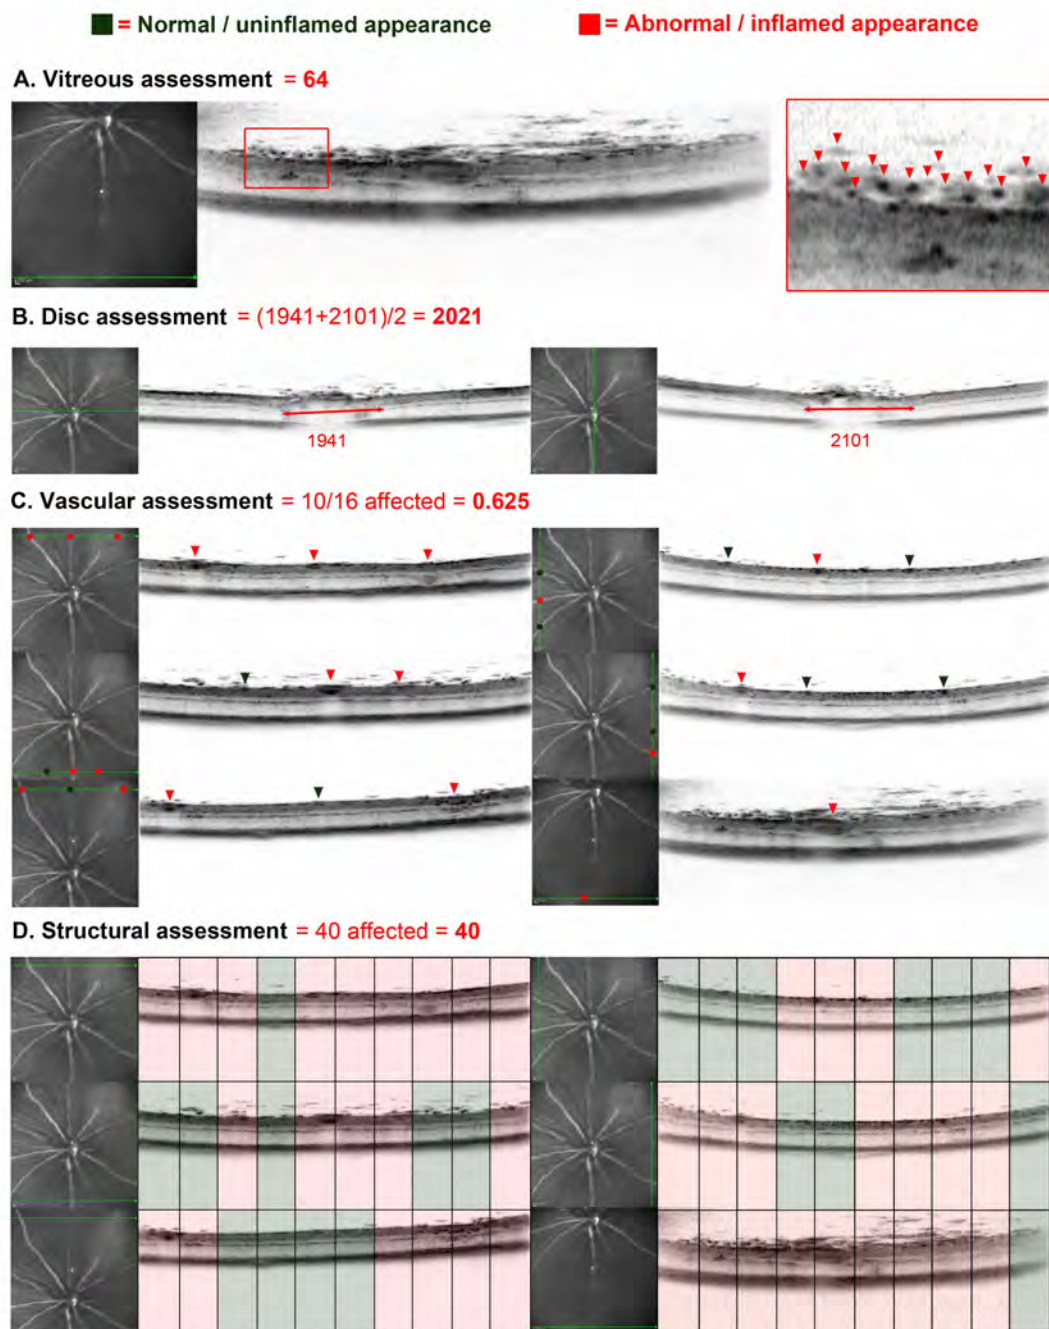 = Normal / uninflamed appearance
= Abnormal / inflamed appearance
A. Vitreous assessment = 64
B. Disc assessment = (1941+2101)/2 = 2021
1941
2101
C. Vascular assessment = 10/16 affected = 0.625
D. Structural assessment = 40 affected = 40